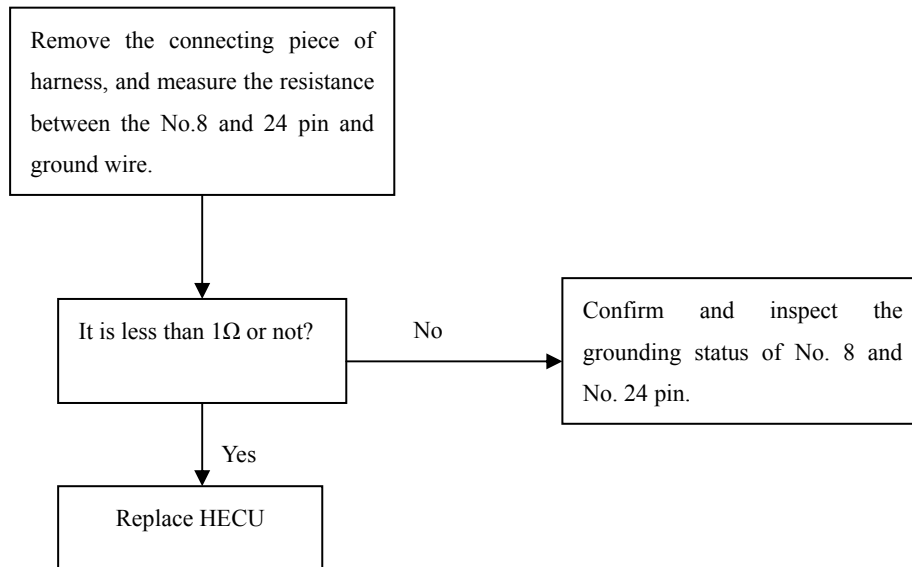 Remove the connecting piece of
harness, and measure the resistance
between the No.8 and 24 pin and
ground wire.
It is less than 1Ω or not?
No
Confirm and inspect the
grounding status of No. 8 and
No. 24 pin.
Yes
Replace HECU